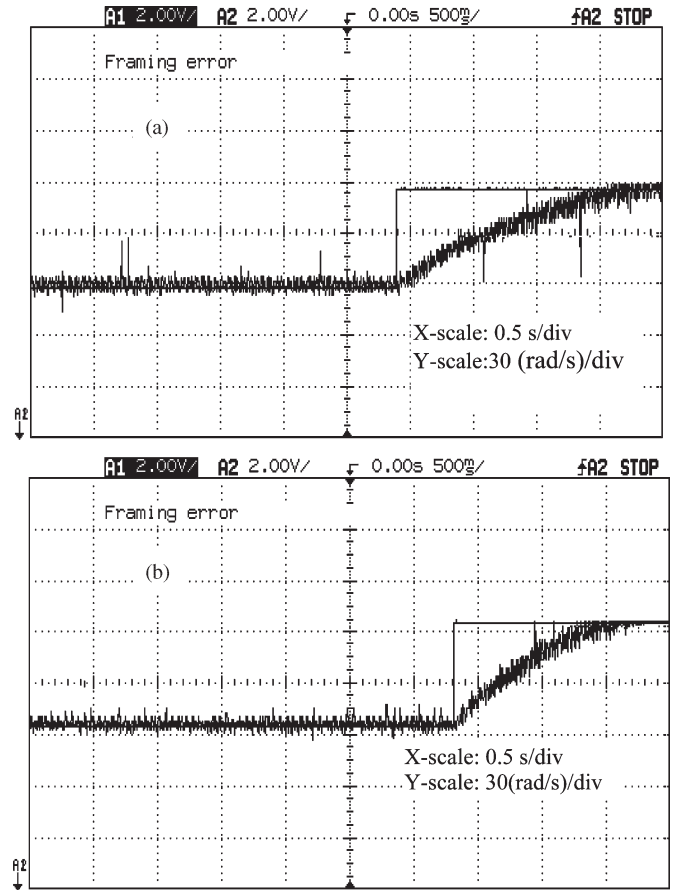 A1 2.00V/ A2 2.00V/ 0.00s 500m/s/ A2 STOP
Framing error
(a)
X-scale: 0.5 s/div
Y-scale:30 (rad/s)/div
A2
A1 2.00V/ A2 2.00V/ 0.00s 500m/s/ A2 STOP
Framing error
(b)
X-scale: 0.5 s/div
Y-scale: 30(rad/s)/div
A2